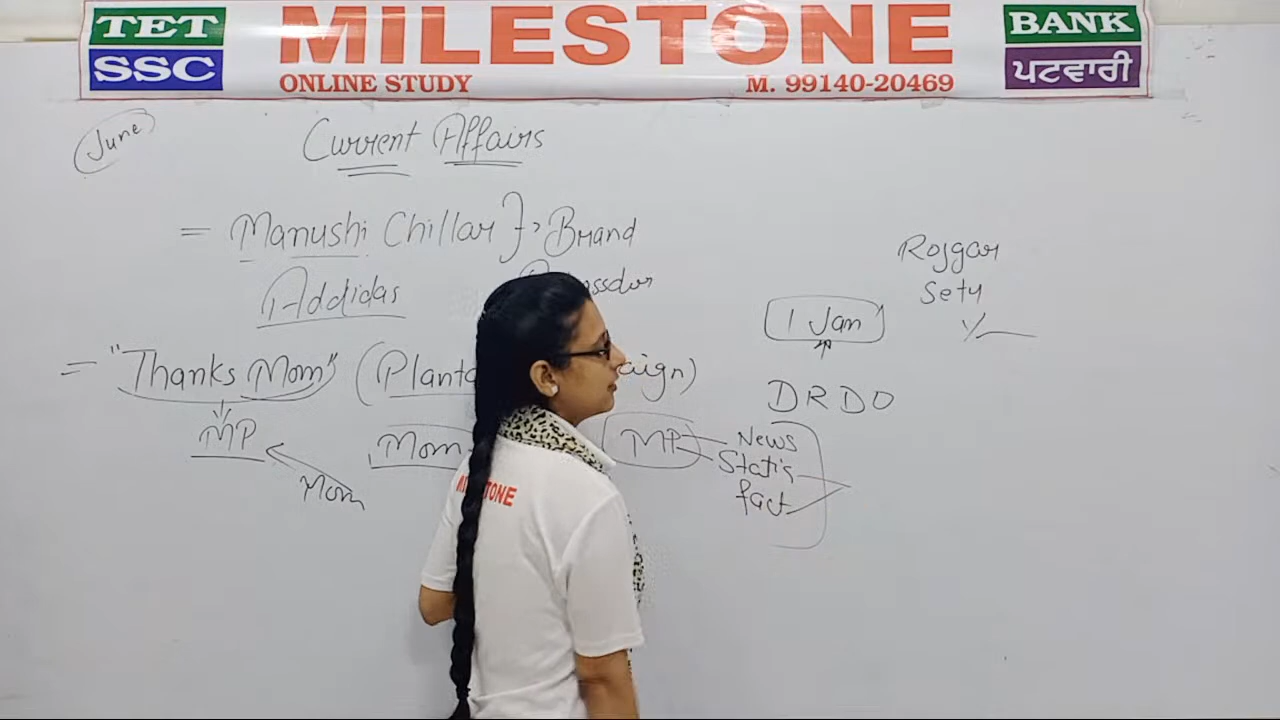 TET
SSC
MILESTONE
ONLINE STUDY
M. 99140-20469
BANK
ਪਟਵਾਰੀ
June
Current Affairs
= Manushi Chillar } > Brand
Addidas
= "Thanks Mom" (Planta aign)
MP
Mom
Mom
MP
News
Static
fact
1 Jan
DRDO
Rojgar
Setu